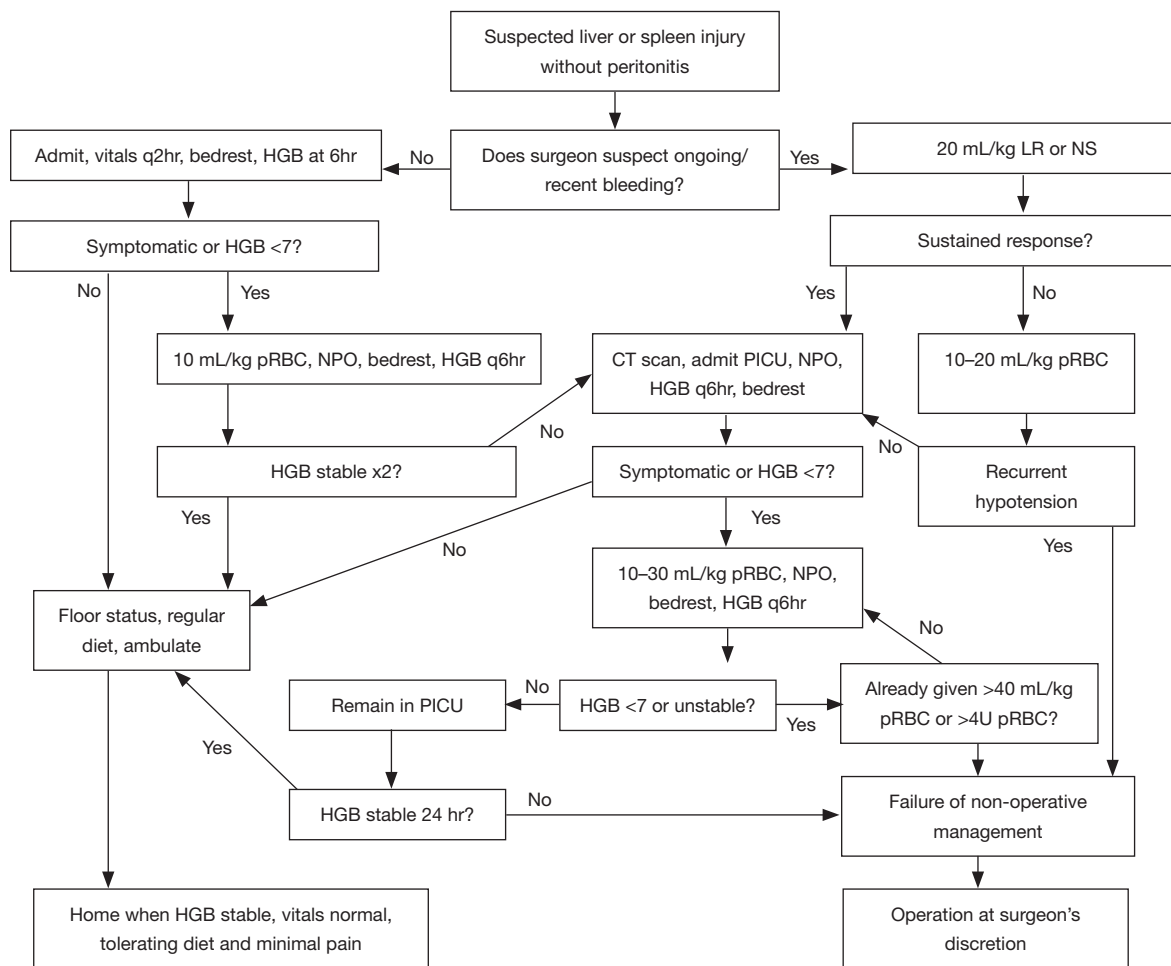 Suspected liver or spleen injury
without peritonitis
Admit, vitals q2hr, bedrest, HGB at 6hr
No
Does surgeon suspect ongoing/
recent bleeding?
Yes
20 mL/kg LR or NS
Symptomatic or HGB <7?
Sustained response?
No
Yes
Yes
No
10 mL/kg pRBC, NPO, bedrest, HGB q6hr
CT scan, admit PICU, NPO,
HGB q6hr, bedrest
10–20 mL/kg pRBC
No
No
HGB stable x2?
Symptomatic or HGB <7?
Recurrent
hypotension
Yes
No
Yes
Yes
Floor status, regular
diet, ambulate
10–30 mL/kg pRBC, NPO,
bedrest, HGB q6hr
No
Remain in PICU
No
HGB <7 or unstable?
Yes
Already given >40 mL/kg
pRBC or >4U pRBC?
Yes
HGB stable 24 hr?
No
Failure of non-operative
management
Home when HGB stable, vitals normal,
tolerating diet and minimal pain
Operation at surgeon’s
discretion